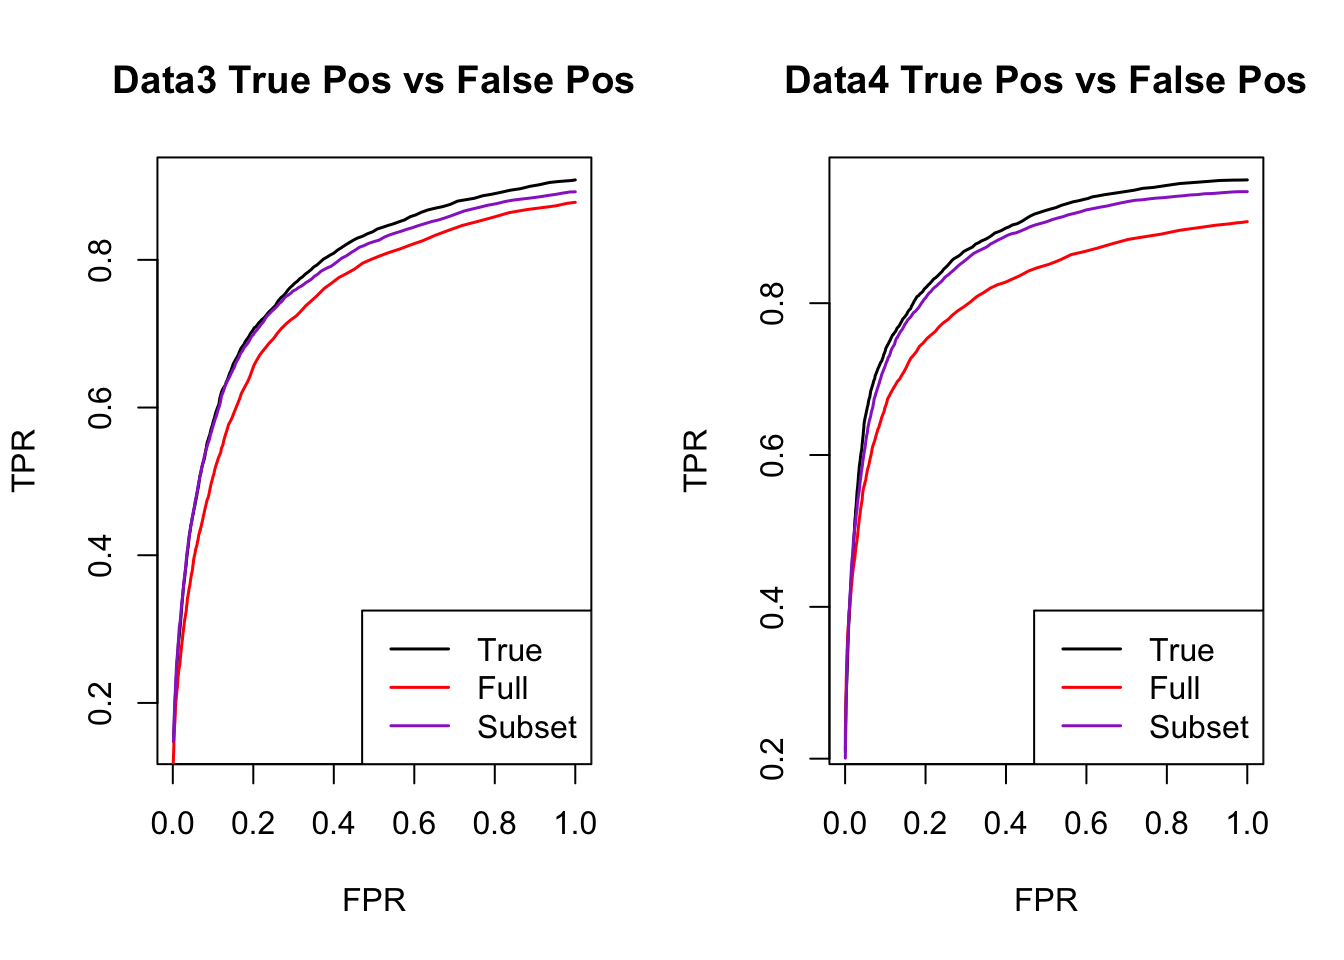 Data3 True Pos vs False Pos
TPR
0.8
0.6
0.4
0.2
True
Full
Subset
0.0 0.2 0.4 0.6 0.8 1.0
FPR
Data4 True Pos vs False Pos
TPR
0.8
0.6
0.4
0.2
True
Full
Subset
0.0 0.2 0.4 0.6 0.8 1.0
FPR